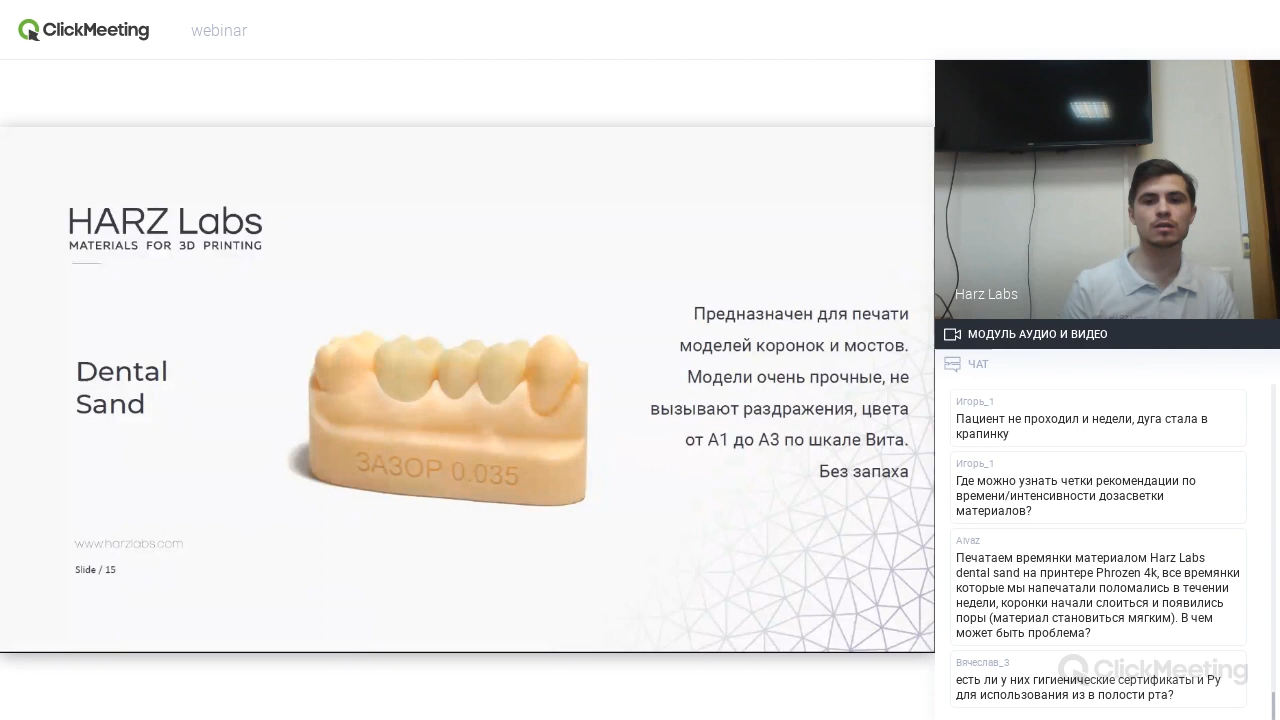 ClickMeeting
webinar
HARZ Labs
MATERIALS FOR 3D PRINTING
Dental
Sand
ЗАЗОР 0.035
Предназначен для печати
моделей коронок и мостов.
Модели очень прочные, не
вызывают раздражения, цвета
от А1 до А3 по шкале Вита.
Без запаха
www.harzlabs.com
Slide / 15
Harz Labs
МОДУЛЬ АУДИО И ВИДЕО
ЧАТ
Игорь_1
Пациент не проходил и недели, дуга стала в
крапинку
Игорь_1
Где можно узнать четки рекомендации по
времени/интенсивности дозасветки
материалов?
Alvaz
Печатаем времянки материалом Harz Labs
dental sand на принтере Phrozen 4k, все времянки
которые мы напечатали поломались в течении
недели, коронки начали слоиться и появились
поры (материал становиться мягким). В чем
может быть проблема?
Вячеслав_3
есть ли у них гигиенические сертификаты и Ру
для использования из в полости рта?
ClickMeeting